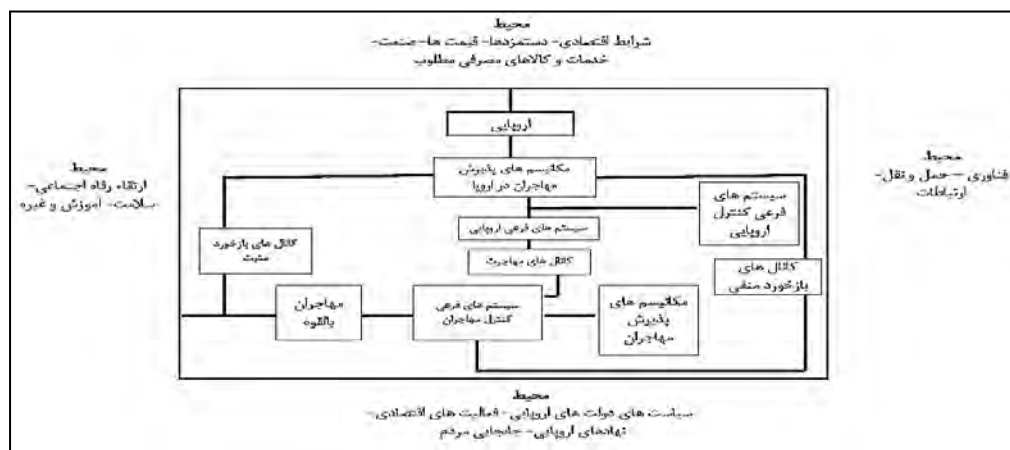 محیط
شرایط اقتصادی- دستمزدها- قیمت ها- صنعت-
خدمات و کالاهای مصرفی مطلوب
اروپایی
مکانیسم های پذیرش
مهاجران در اروپا
محیط
ارتقاء رفاه اجتماعی-
سلامت- آموزش و غیره
محیط
فناوری – حمل و نقل-
ارتباطات
سیستم های
فرعی کنترل
اروپایی
سیستم های فرعی اروپایی
کانال های بازخورد
مثبت
کانال های مهاجرت
کانال های
بازخورد منفی
مهاجران
بالقوه
سیستم های فرعی
کنترل مهاجران
مکانیسم های
پذیرش
مهاجران
محیط
سیاست های دولت های اروپایی- فعالیت های اقتصادی-
نهادهای اروپایی- جابجایی مردم